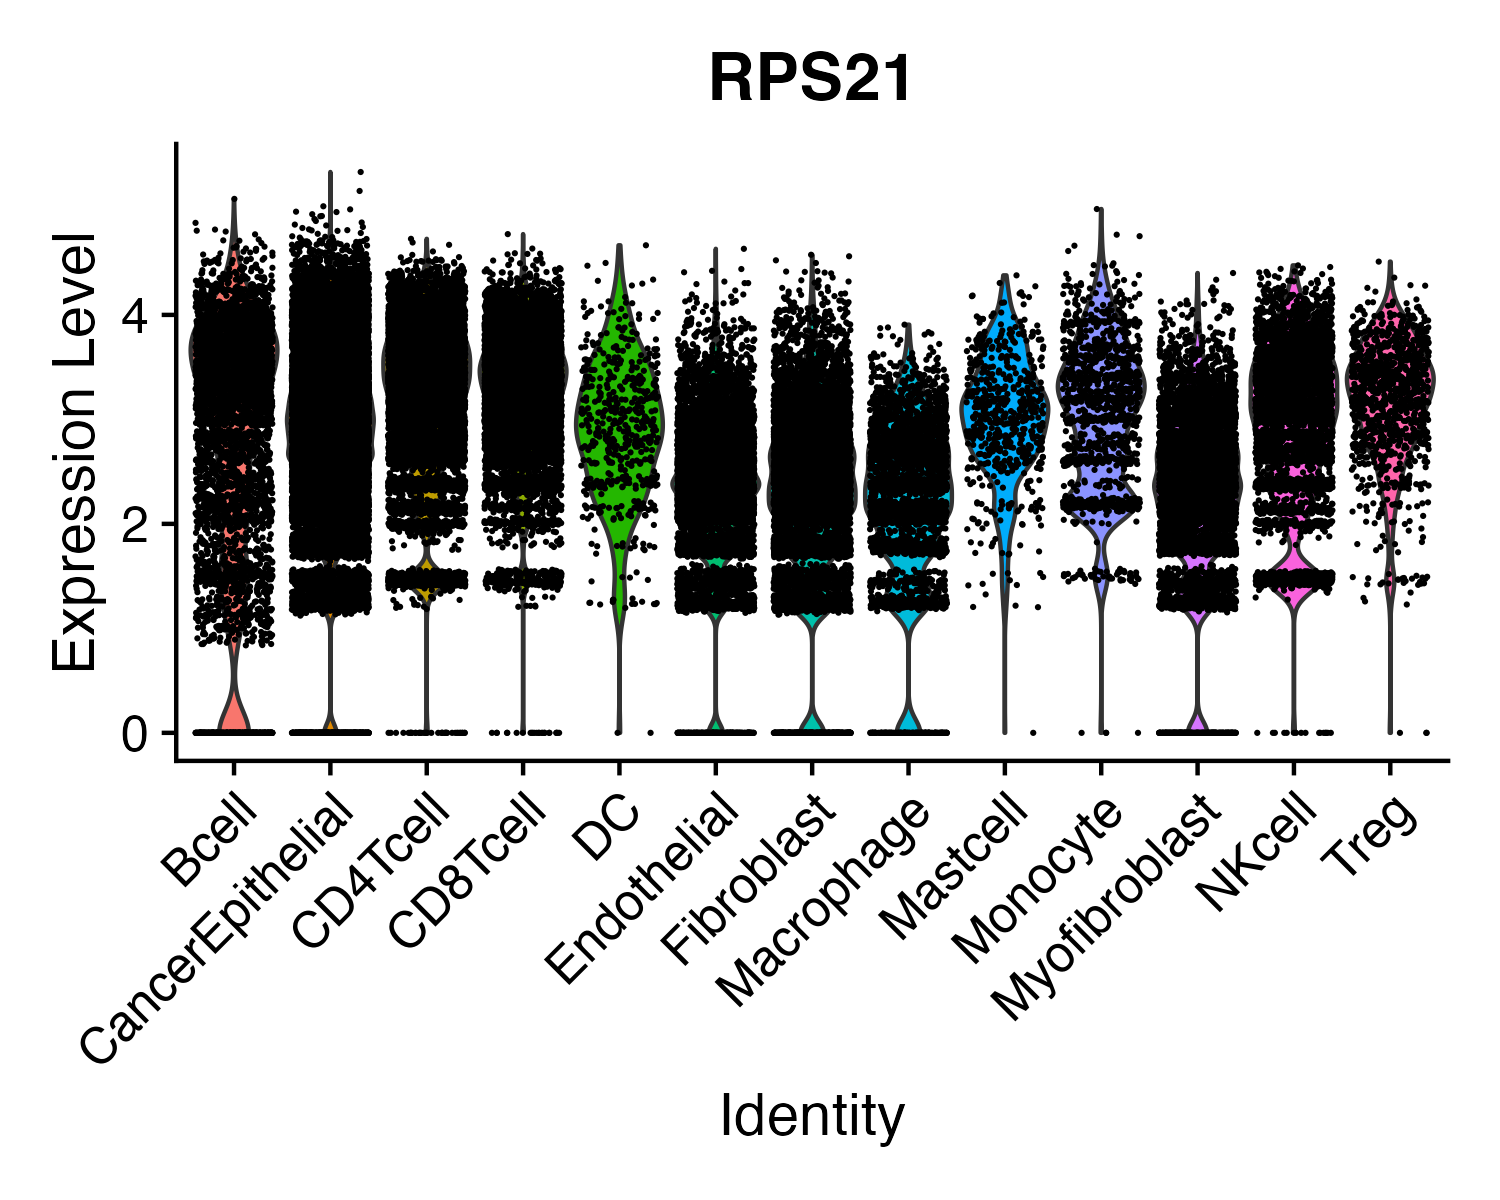 RPS21
Expression Level
4
2
0
Bcell
CancerEpithelial
CD4Tcell
CD8Tcell
DC
Endothelial
Fibroblast
Macrophage
Mastcell
Monocyte
Myofibroblast
NKcell
Treg
Identity